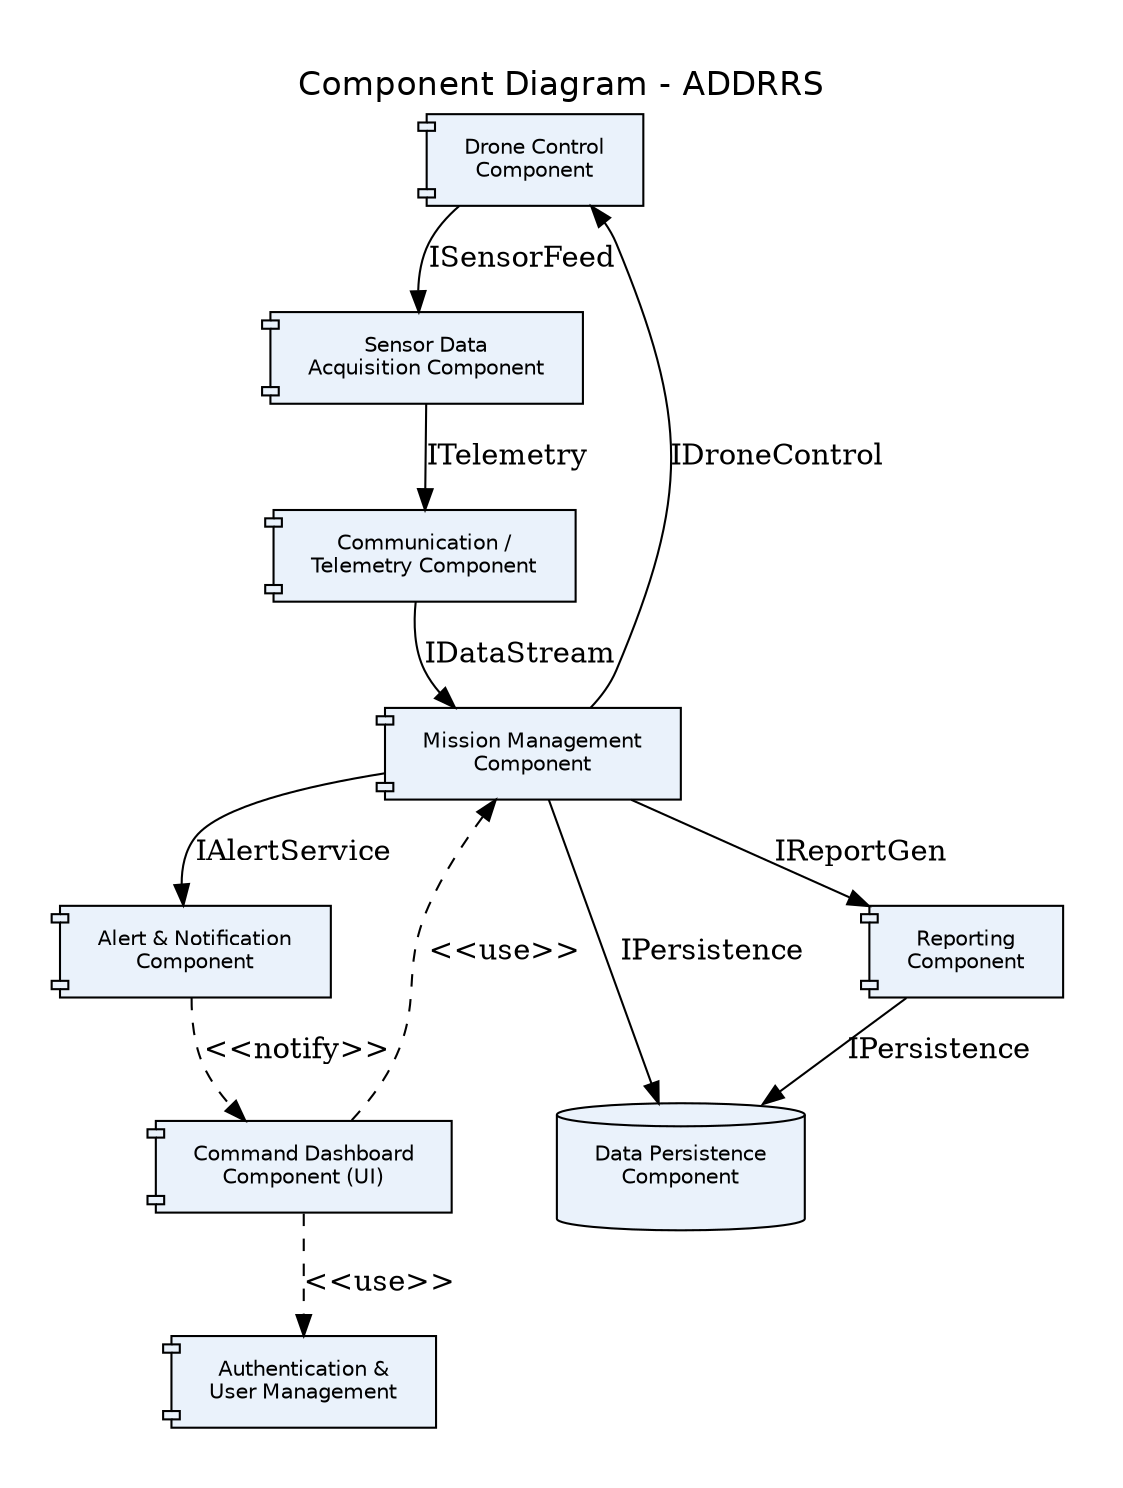 Component Diagram - ADDRRS
Drone Control
Component
ISensorFeed
Sensor Data
Acquisition Component
ITelemetry
IDroneControl
Communication /
Telemetry Component
IDataStream
Mission Management
Component
IAlertService
IReportGen
Alert & Notification
Component
<<use>>
IPersistence
Reporting
Component
<<notify>>
IPersistence
Command Dashboard
Component (UI)
Data Persistence
Component
<<use>>
Authentication &
User Management